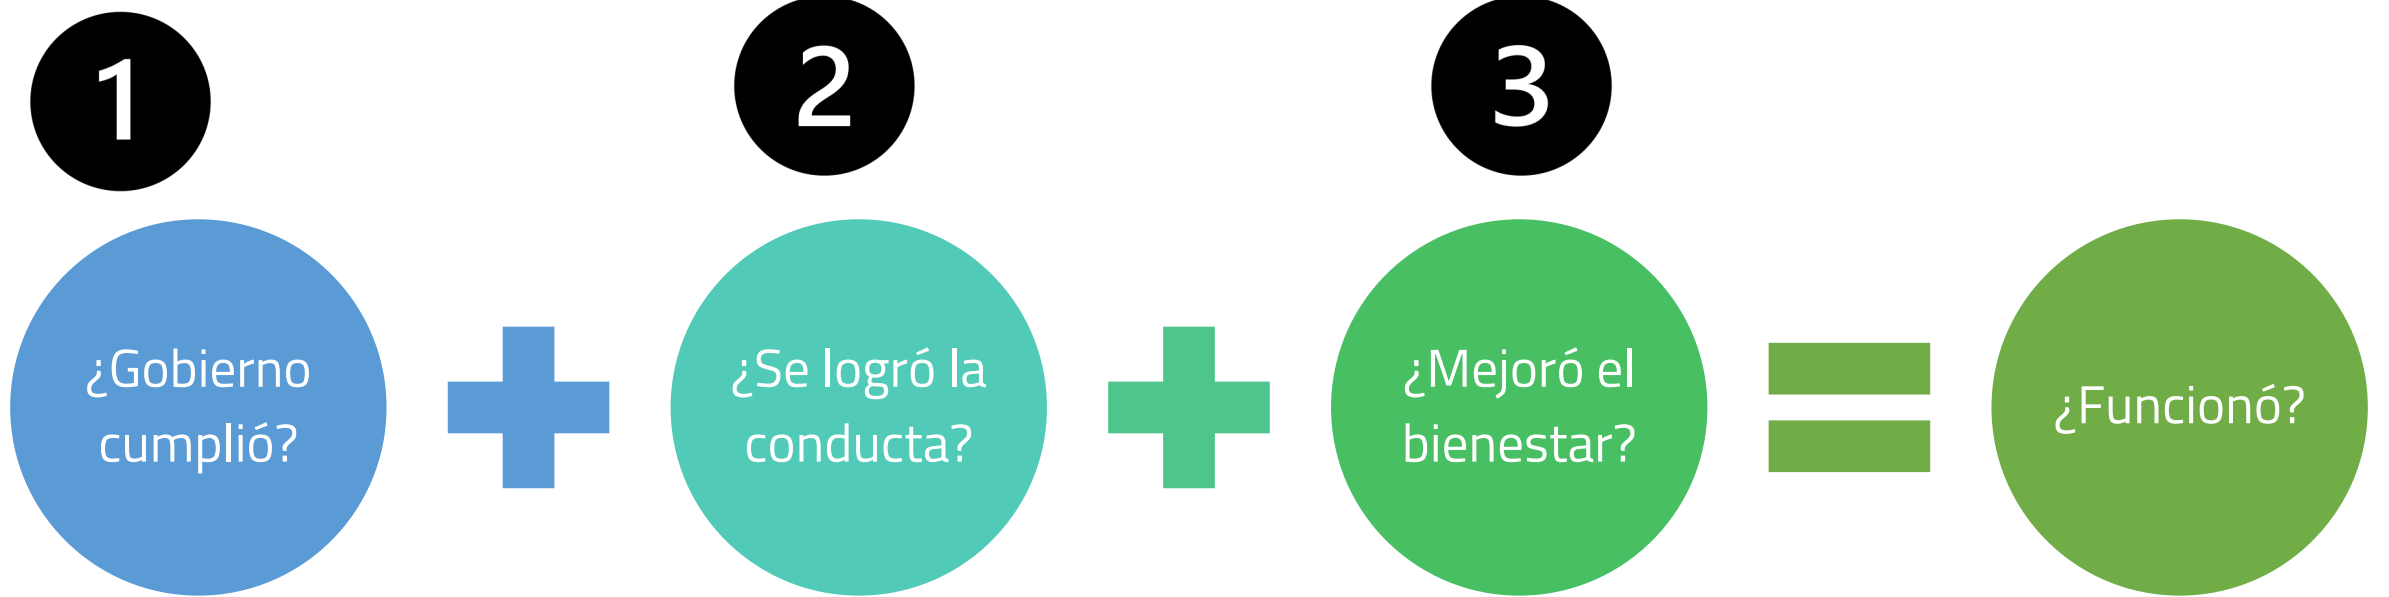 1
2
3
¿Gobierno
cumplió?
¿Se logró la
conducta?
¿Mejoró el
bienestar?
¿Funcionó?